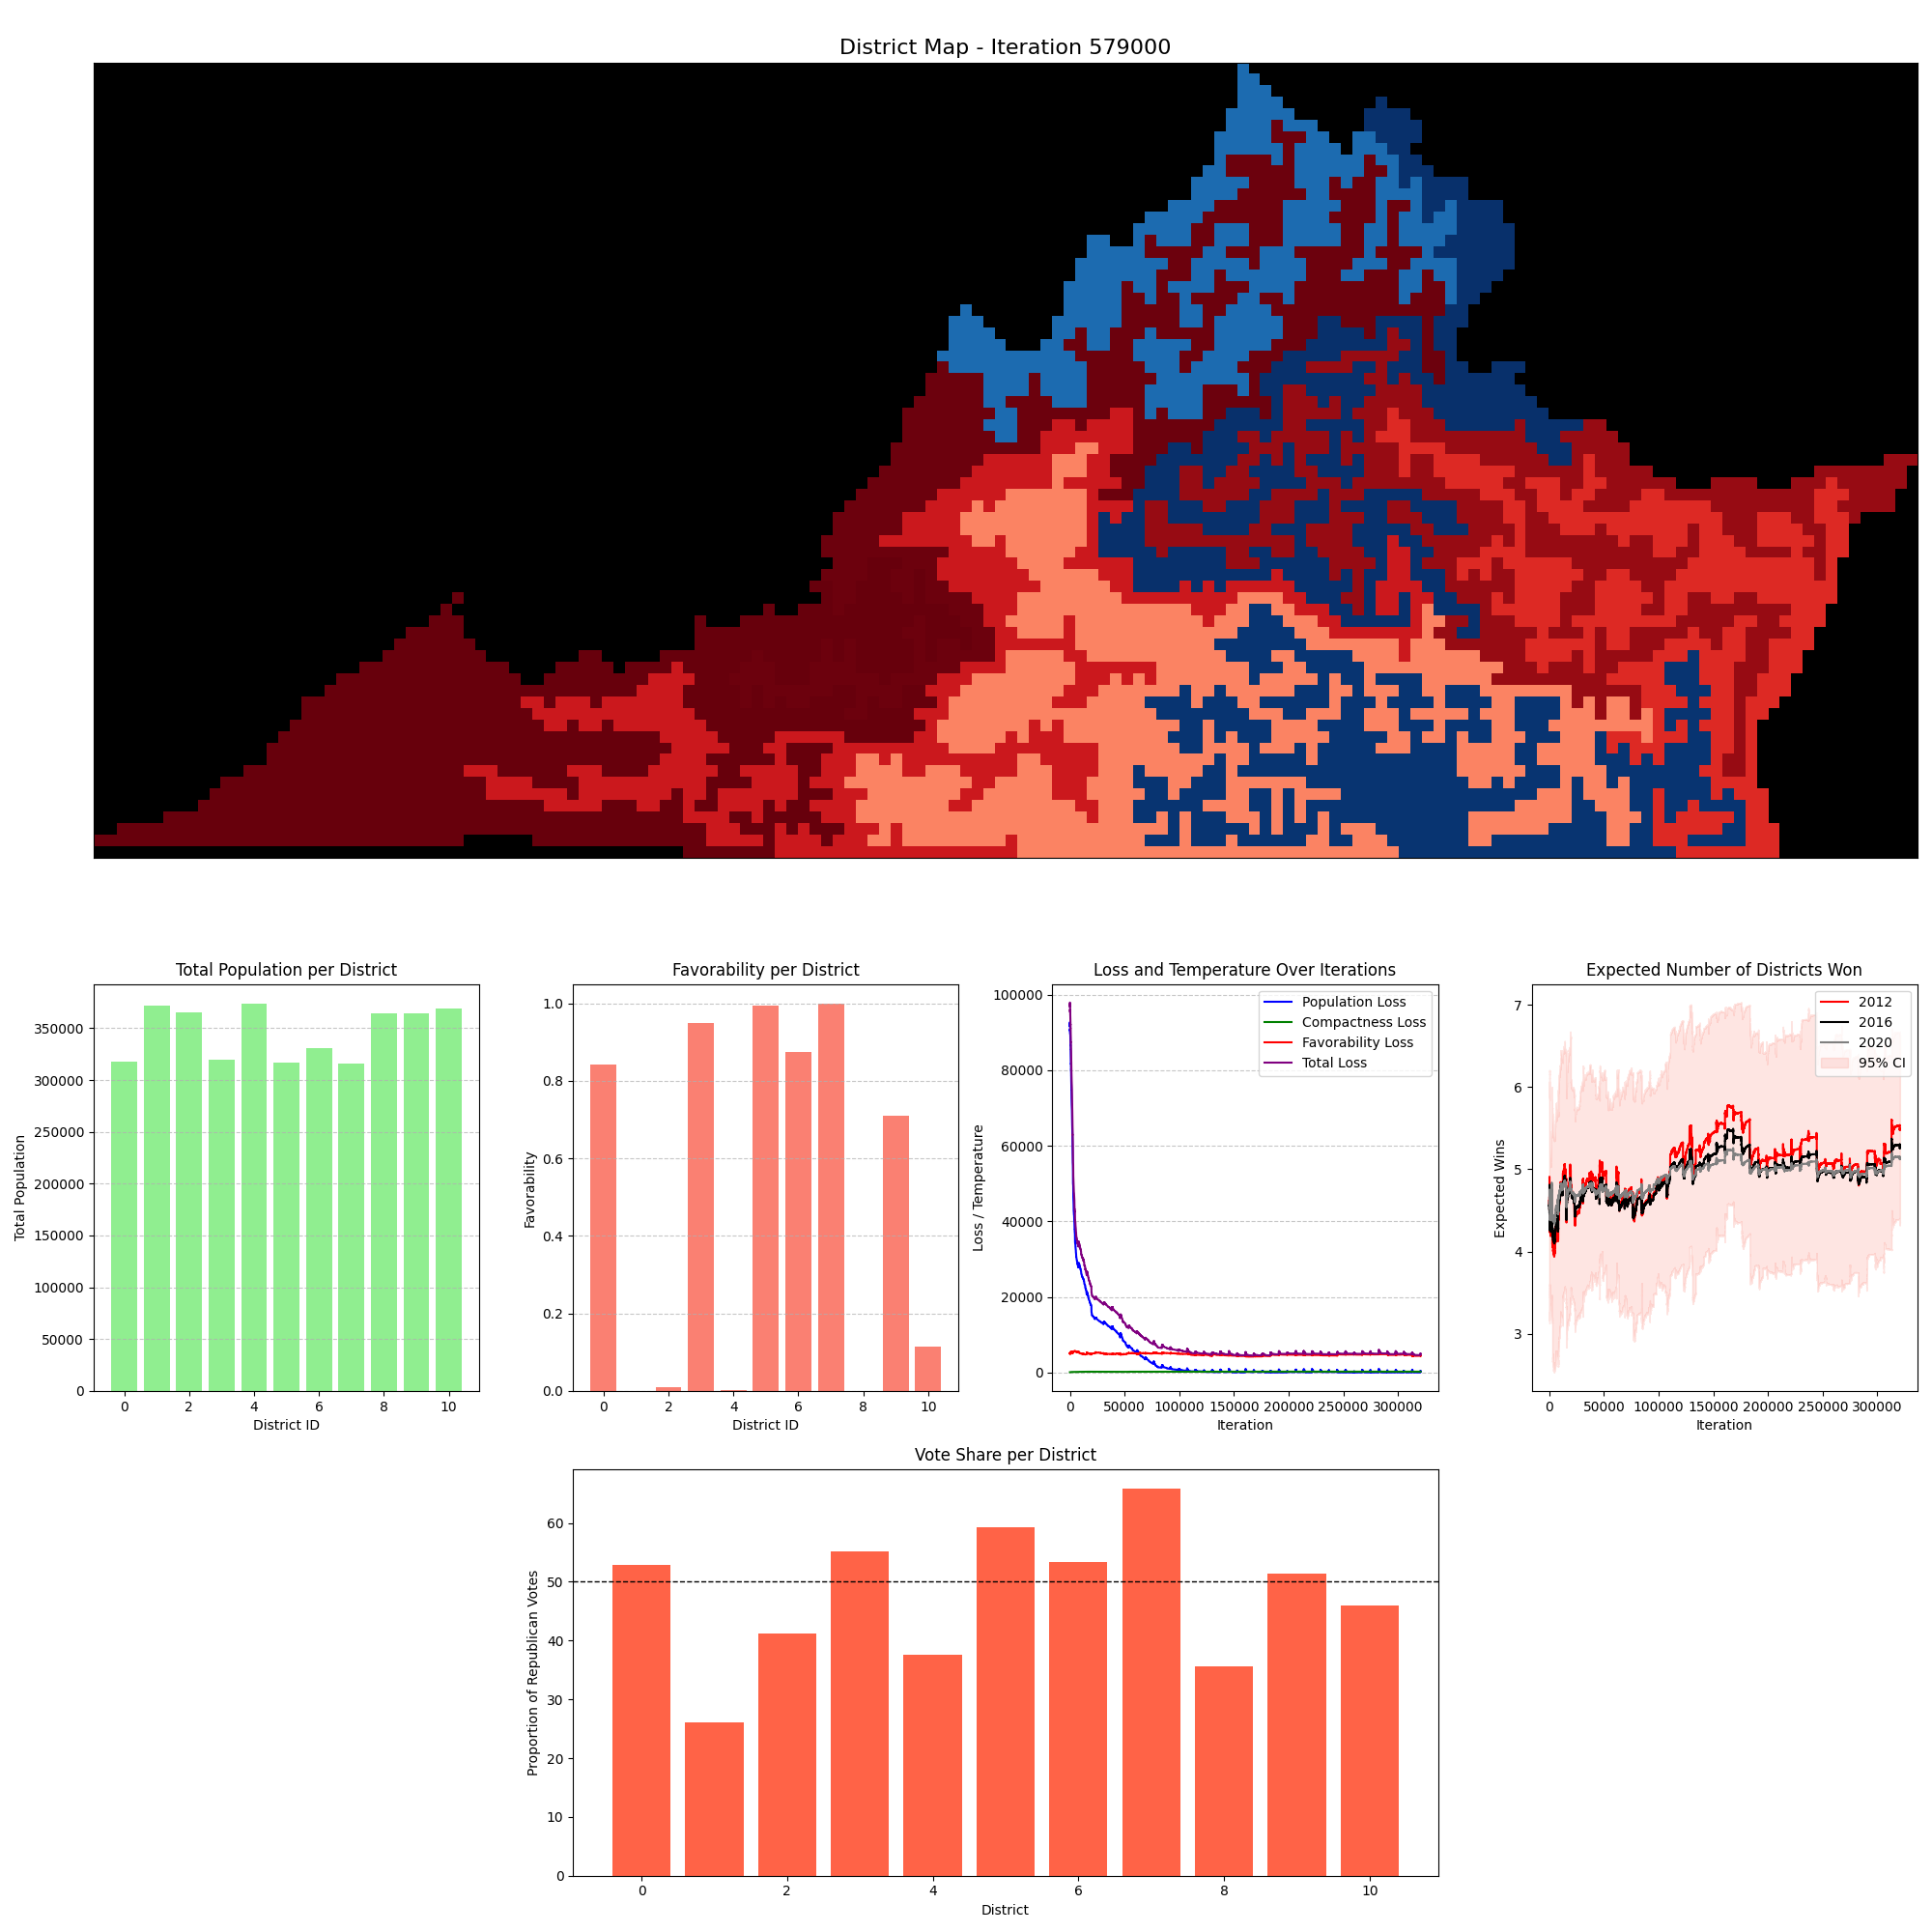 District Map - Iteration 579000
Total Population per District
Total Population
350000
300000
250000
200000
150000
100000
50000
0
0 2 4 6 8 10
District ID
Favorability per District
Favorability
1.0
0.8
0.6
0.4
0.2
0.0
0 2 4 6 8 10
District ID
Loss and Temperature Over Iterations
Loss / Temperature
100000
80000
60000
40000
20000
0
Population Loss
Compactness Loss
Favorability Loss
Total Loss
0 50000 100000 150000 200000 250000 300000
Iteration
Expected Number of Districts Won
Expected Wins
7
6
5
4
3
2012
2016
2020
95% CI
0 50000 100000 150000 200000 250000 300000
Iteration
Vote Share per District
Proportion of Republican Votes
60
50
40
30
20
10
0
0 2 4 6 8 10
District